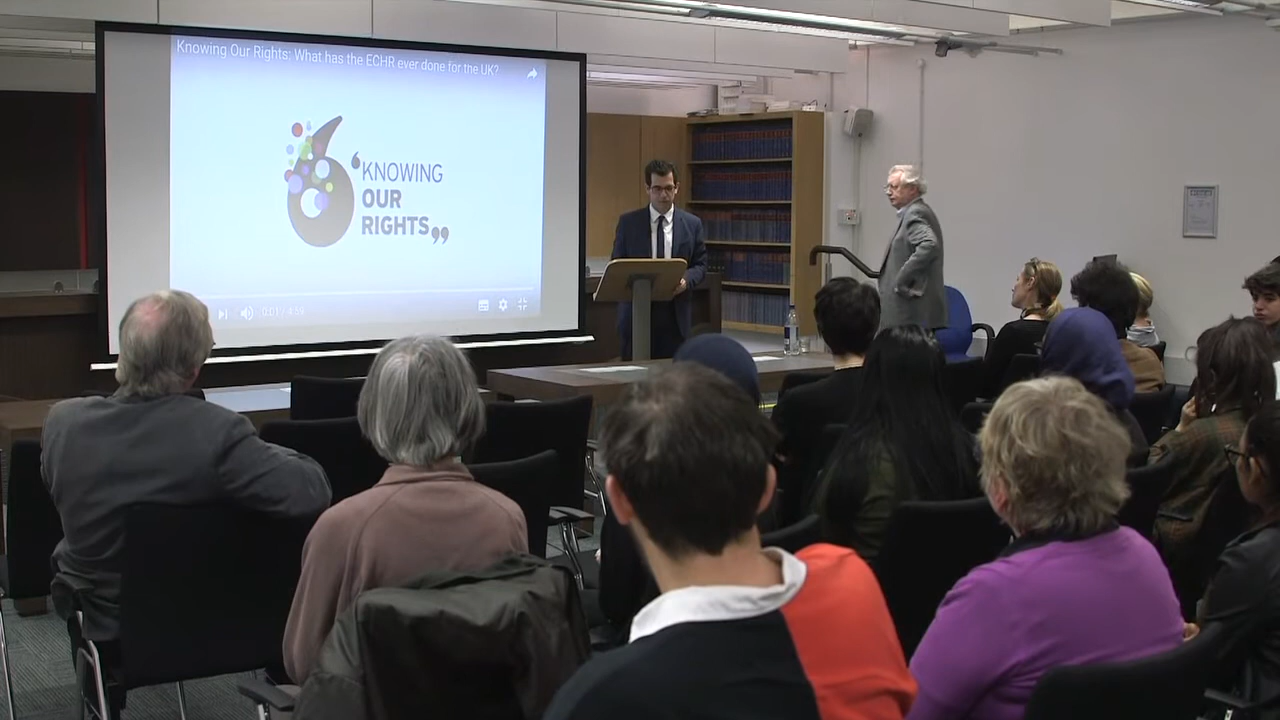 Knowing Our Rights: What has the ECHR ever done for the UK?
‘KNOWING
OUR
RIGHTS„
0:01 / 4:59